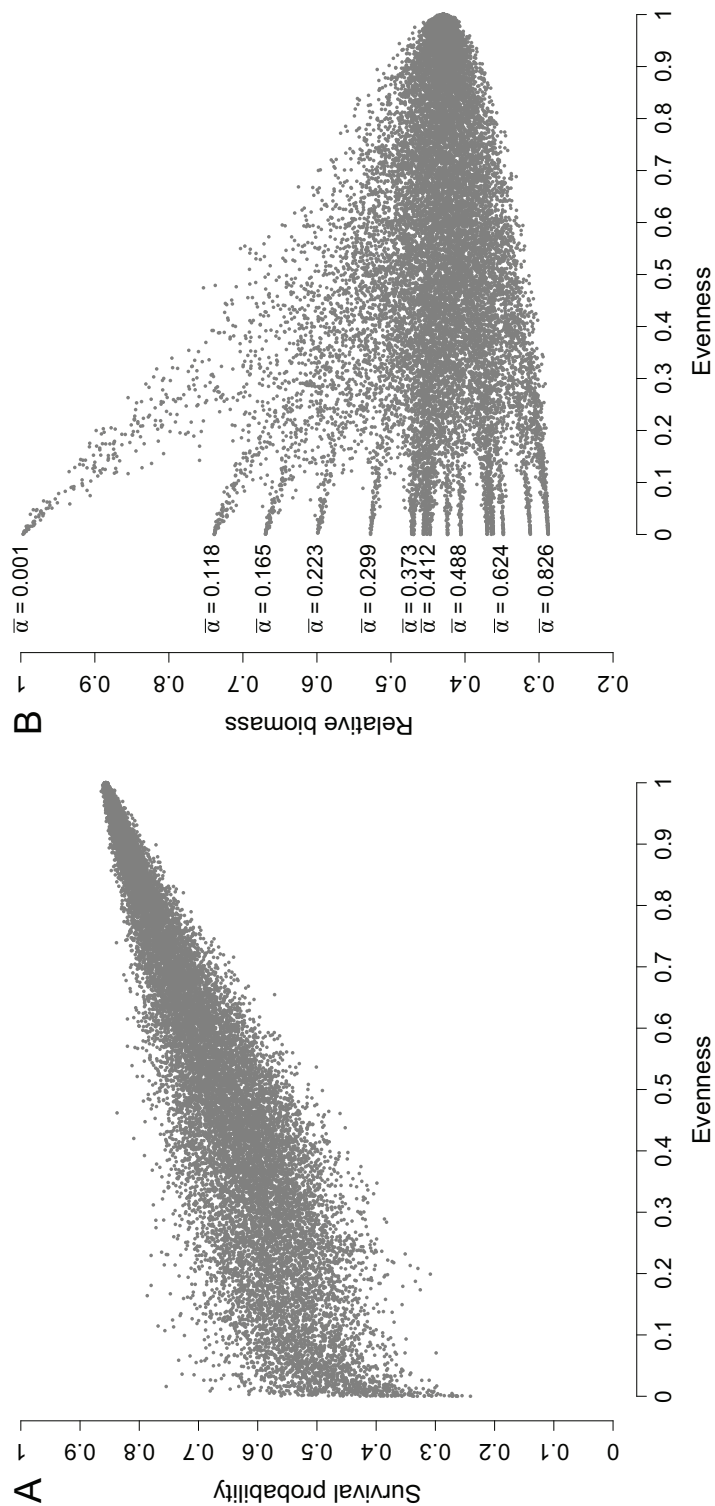 A
Survival probability
1
0.9
0.8
0.7
0.6
0.5
0.4
0.3
0.2
0.1
0
0
0.1
0.2
0.3
0.4
0.5
0.6
0.7
0.8
0.9
1
Evenness
B
Relative biomass
1
0.9
0.8
0.7
0.6
0.5
0.4
0.3
0.2
α̅ = 0.001
α̅ = 0.118
α̅ = 0.165
α̅ = 0.223
α̅ = 0.299
α̅ = 0.373
α̅ = 0.412
α̅ = 0.488
α̅ = 0.624
α̅ = 0.826
0
0.1
0.2
0.3
0.4
0.5
0.6
0.7
0.8
0.9
1
Evenness